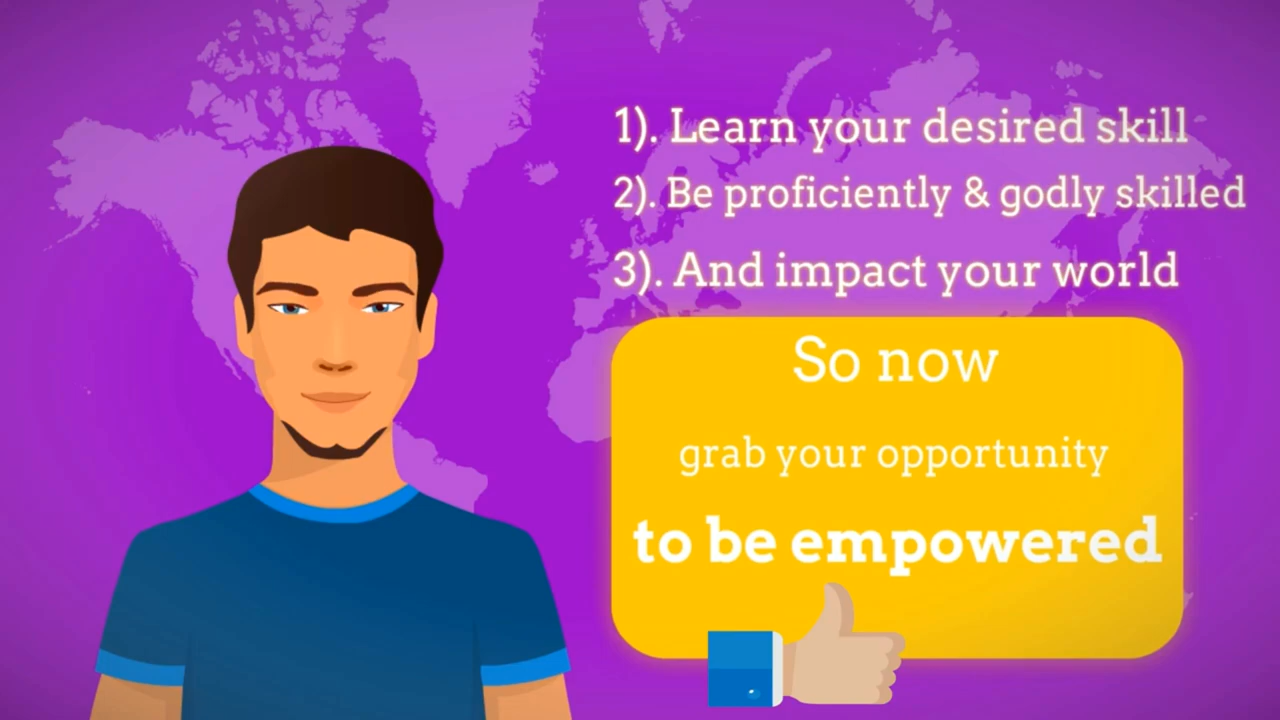 1). Learn your desired skill
2). Be proficiently & godly skilled
3). And impact your world
So now
grab your opportunity
to be empowered